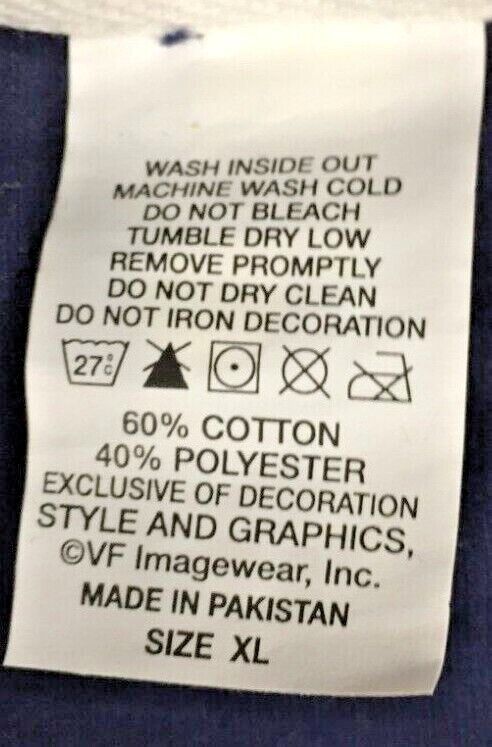 WASH INSIDE OUT
MACHINE WASH COLD
DO NOT BLEACH
TUMBLE DRY LOW
REMOVE PROMPTLY
DO NOT DRY CLEAN
DO NOT IRON DECORATION
27°C
60% COTTON
40% POLYESTER
EXCLUSIVE OF DECORATION
STYLE AND GRAPHICS,
©VF Imagewear, Inc.
MADE IN PAKISTAN
SIZE XL